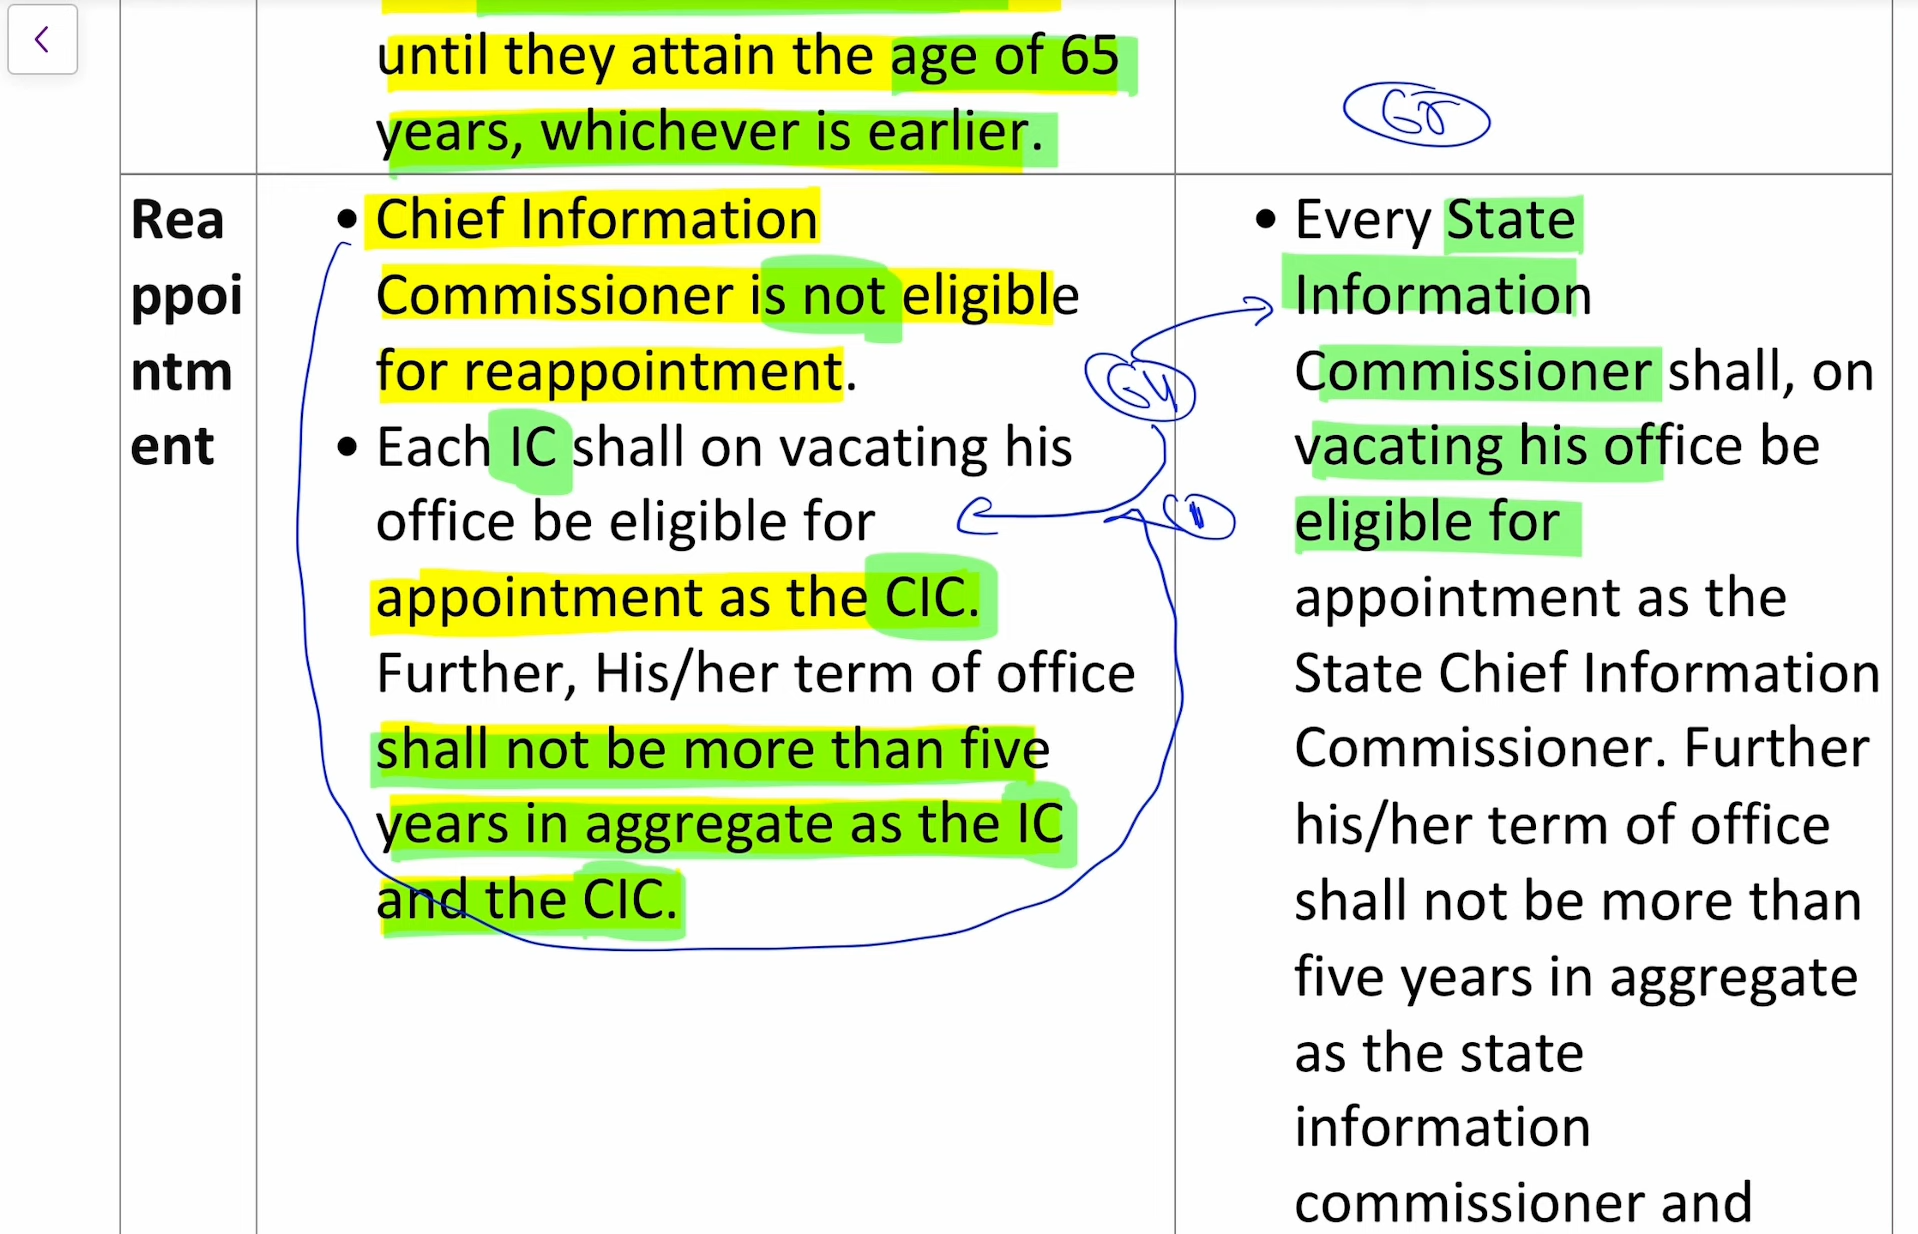 until they attain the age of 65
years, whichever is earlier.
65
Rea
ppoi
ntm
ent
• Chief Information
Commissioner is not eligible
for reappointment.
• Each IC shall on vacating his
office be eligible for
appointment as the CIC.
Further, His/her term of office
shall not be more than five
years in aggregate as the IC
and the CIC.
64
• Every State
Information
Commissioner shall, on
vacating his office be
eligible for
appointment as the
State Chief Information
Commissioner. Further
his/her term of office
shall not be more than
five years in aggregate
as the state
information
commissioner and